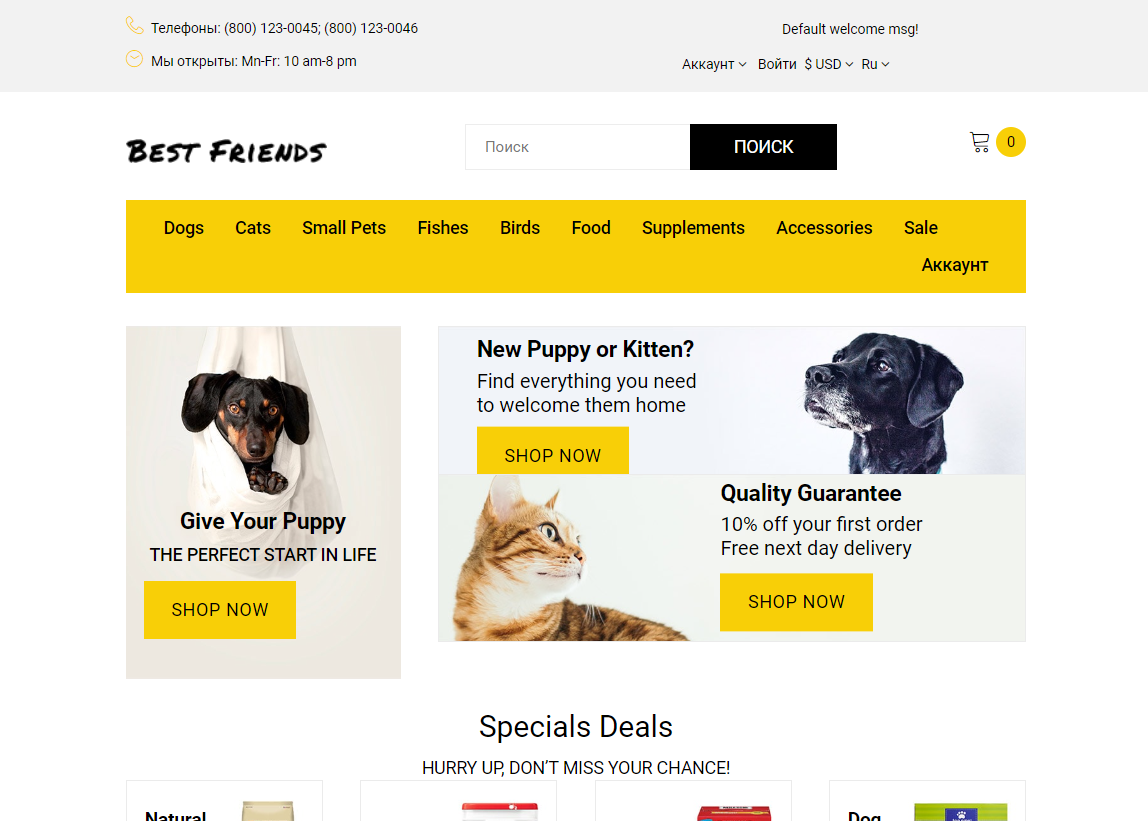 Телефоны: (800) 123-0045; (800) 123-0046
Default welcome msg!
Мы открыты: Mn-Fr: 10 am-8 pm
Аккаунт Войти $ USD Ru
Best Friends
Поиск
ПОИСК
0
Dogs Cats Small Pets Fishes Birds Food Supplements Accessories Sale
Аккаунт
Give Your Puppy
THE PERFECT START IN LIFE
SHOP NOW
New Puppy or Kitten?
Find everything you need
to welcome them home
SHOP NOW
Quality Guarantee
10% off your first order
Free next day delivery
SHOP NOW
Specials Deals
HURRY UP, DON’T MISS YOUR CHANCE!
Natural
Dog